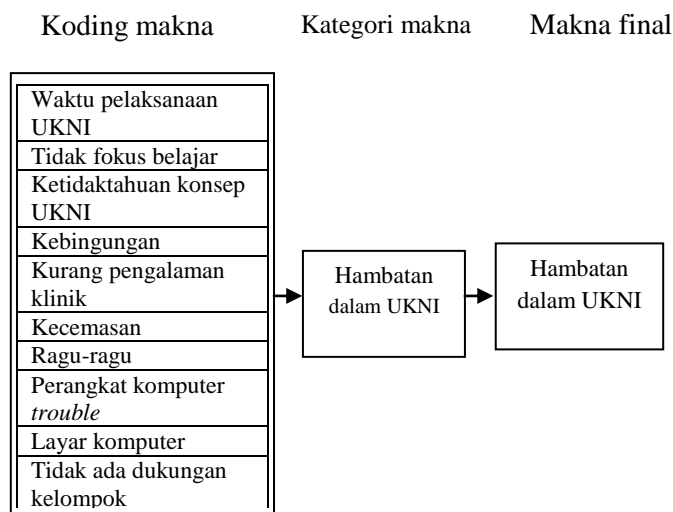 Koding makna
Kategori makna
Makna final
Waktu pelaksanaan
UKNI
Tidak fokus belajar
Ketidaktahuan konsep
UKNI
Kebingungan
Kurang pengalaman
klinik
Kecemasan
Ragu-ragu
Perangkat komputer
trouble
Layar komputer
Tidak ada dukungan
kelompok
Hambatan
dalam UKNI
Hambatan
dalam UKNI